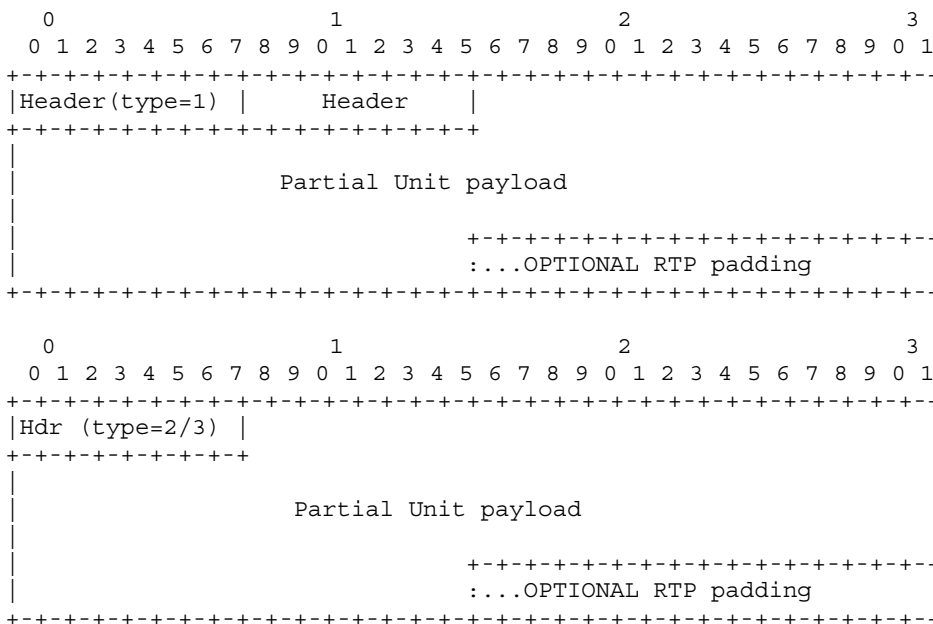 0                   1                   2                   3
 0 1 2 3 4 5 6 7 8 9 0 1 2 3 4 5 6 7 8 9 0 1 2 3 4 5 6 7 8 9 0 1
+-+-+-+-+-+-+-+-+-+-+-+-+-+-+-+-+-+-+-+-+-+-+-+-+-+-+-+-+-+-+-+--
|Header(type=1) |     Header    |
+-+-+-+-+-+-+-+-+-+-+-+-+-+-+-+-+
|
|                  Partial Unit payload
|
|                               +-+-+-+-+-+-+-+-+-+-+-+-+-+-+-+--
|                               :...OPTIONAL RTP padding
+-+-+-+-+-+-+-+-+-+-+-+-+-+-+-+-+-+-+-+-+-+-+-+-+-+-+-+-+-+-+-+--

  0                   1                   2                   3
 0 1 2 3 4 5 6 7 8 9 0 1 2 3 4 5 6 7 8 9 0 1 2 3 4 5 6 7 8 9 0 1
+-+-+-+-+-+-+-+-+-+-+-+-+-+-+-+-+-+-+-+-+-+-+-+-+-+-+-+-+-+-+-+--
|Hdr (type=2/3) |
+-+-+-+-+-+-+-+-+
|
|                   Partial Unit payload
|
|                               +-+-+-+-+-+-+-+-+-+-+-+-+-+-+-+--
|                               :...OPTIONAL RTP padding
+-+-+-+-+-+-+-+-+-+-+-+-+-+-+-+-+-+-+-+-+-+-+-+-+-+-+-+-+-+-+-+--